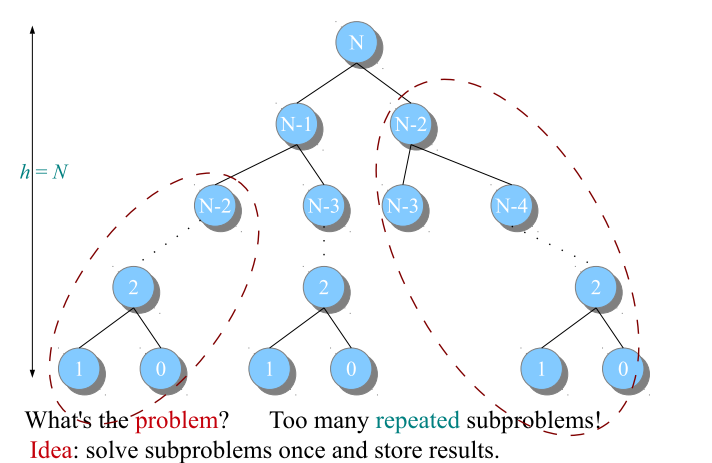 N
N-1 N-2
h = N
N-2 N-3 N-3 N-4
2 2 2
1 0 1 0 1 0
What's the problem? Too many repeated subproblems!
Idea: solve subproblems once and store results.